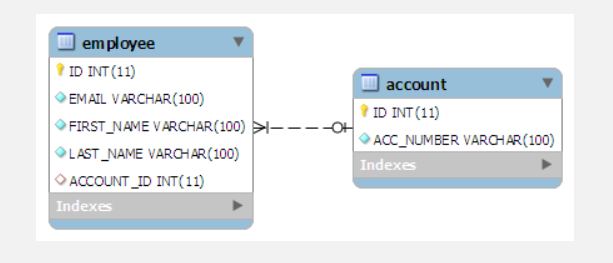 employee
ID INT(11)
EMAIL VARCHAR(100)
FIRST_NAME VARCHAR(100)
LAST_NAME VARCHAR(100)
ACCOUNT_ID INT(11)
Indexes
account
ID INT(11)
ACC_NUMBER VARCHAR(100)
Indexes